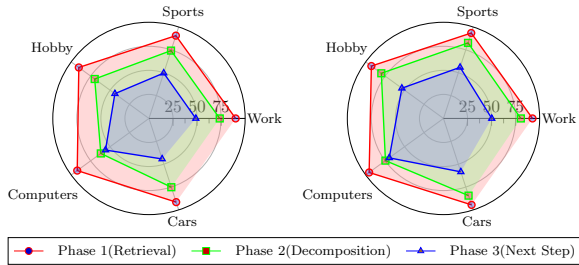 Sports
Hobby
25 50 75
Work
Computers
Cars
Sports
Hobby
25 50 75
Work
Computers
Cars
Phase 1(Retrieval) Phase 2(Decomposition) Phase 3(Next Step)